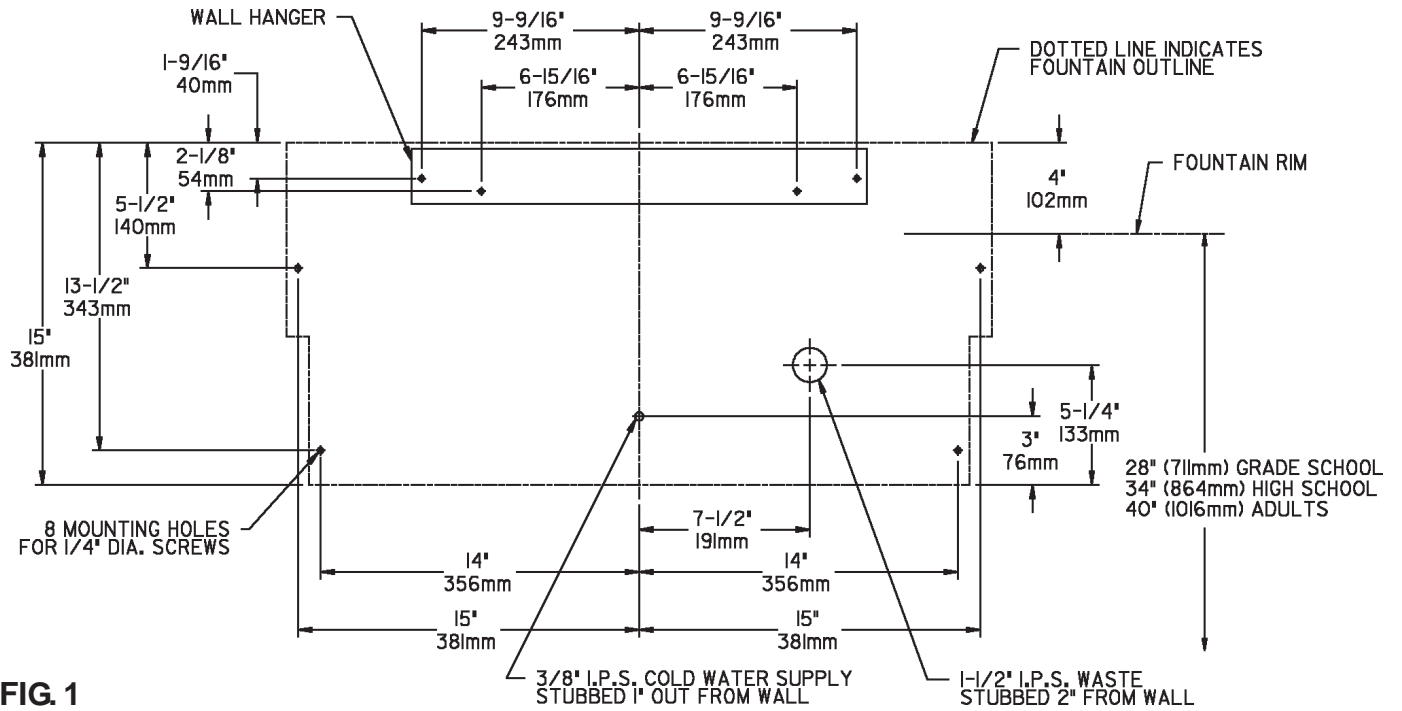 WALL HANGER
9-9/16"
243mm
9-9/16"
243mm
DOTTED LINE INDICATES
FOUNTAIN OUTLINE
1-9/16"
40mm
6-15/16"
176mm
6-15/16"
176mm
2-1/8"
54mm
4"
102mm
FOUNTAIN RIM
5-1/2"
140mm
13-1/2"
343mm
15"
381mm
5-1/4"
133mm
3"
76mm
28" (711mm) GRADE SCHOOL
34" (864mm) HIGH SCHOOL
40" (1016mm) ADULTS
8 MOUNTING HOLES
FOR 1/4" DIA. SCREWS
7-1/2"
191mm
14"
356mm
14"
356mm
15"
381mm
15"
381mm
3/8" I.P.S. COLD WATER SUPPLY
STUBBED 1" OUT FROM WALL
1-1/2" I.P.S. WASTE
STUBBED 2" FROM WALL
FIG. 1